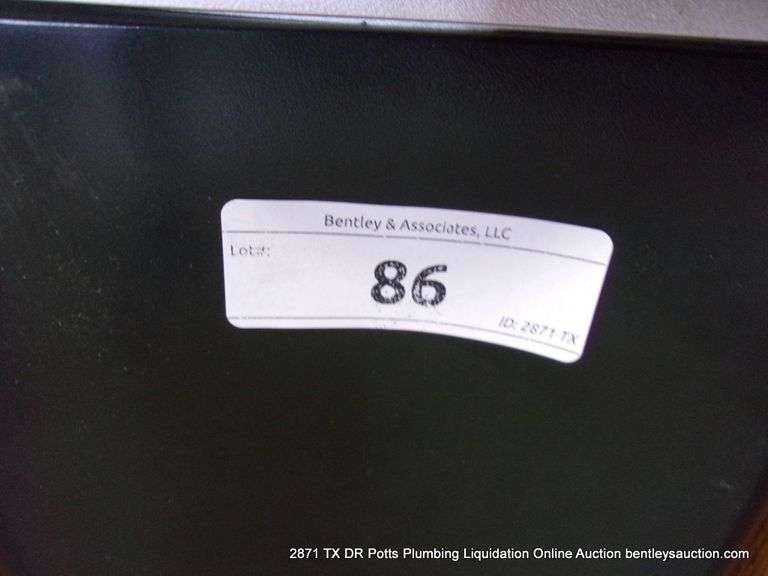 Bentley & Associates, LLC
Lot#:
86
ID: 2871-TX
2871 TX DR Potts Plumbing Liquidation Online Auction bentleysauction.com